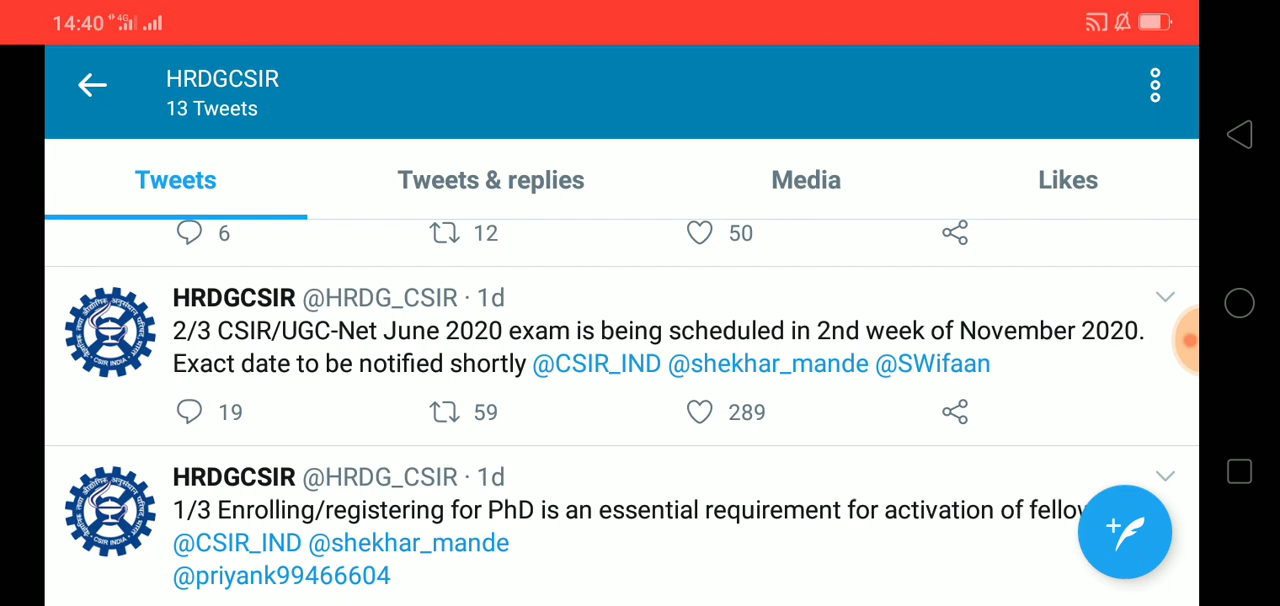 14:40 4G
HRDGCSIR
13 Tweets
Tweets Tweets & replies Media Likes
6 12 50
HRDGCSIR @HRDG_CSIR · 1d
2/3 CSIR/UGC-Net June 2020 exam is being scheduled in 2nd week of November 2020.
Exact date to be notified shortly @CSIR_IND @shekhar_mande @SWifaan
19 59 289
HRDGCSIR @HRDG_CSIR · 1d
1/3 Enrolling/registering for PhD is an essential requirement for activation of
@CSIR_IND @shekhar_mande
@priyank99466604